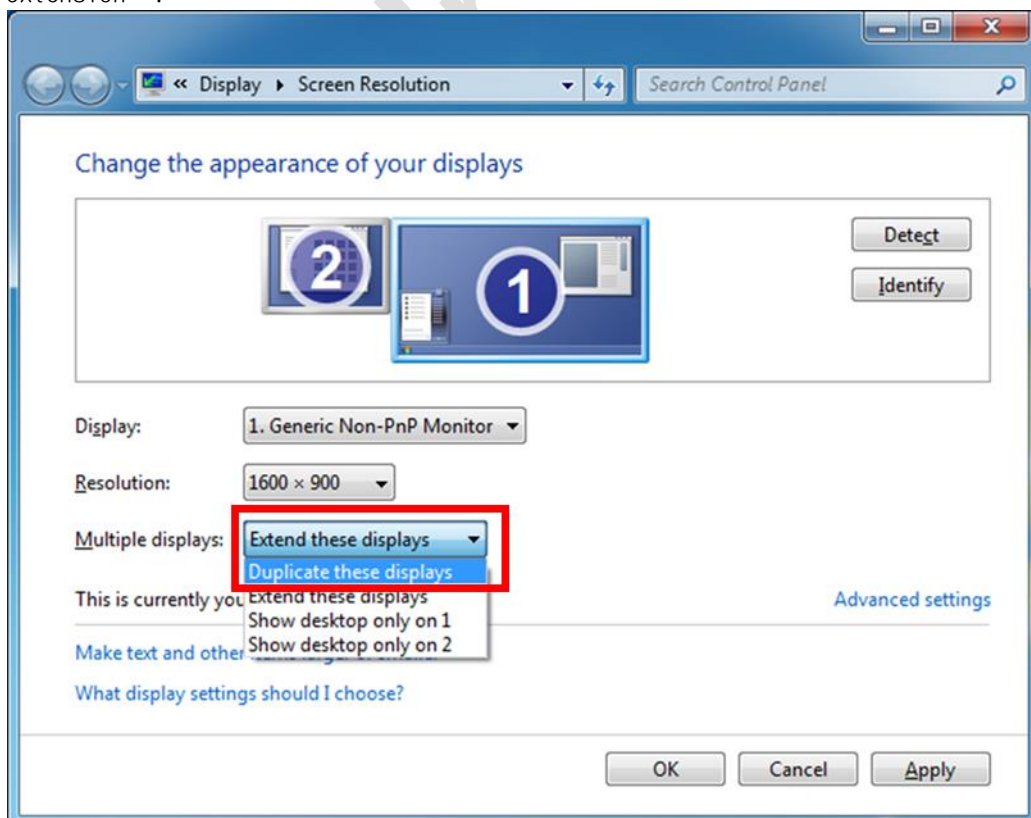 « Display ▸ Screen Resolution
Search Control Panel
Change the appearance of your displays
2
1
Detect
Identify
Display: 1. Generic Non-PnP Monitor
Resolution: 1600 × 900
Multiple displays: Extend these displays
Duplicate these displays
This is currently you Extend these displays Advanced settings
Show desktop only on 1
Show desktop only on 2
Make text and othe
What display settings should I choose?
OK Cancel Apply